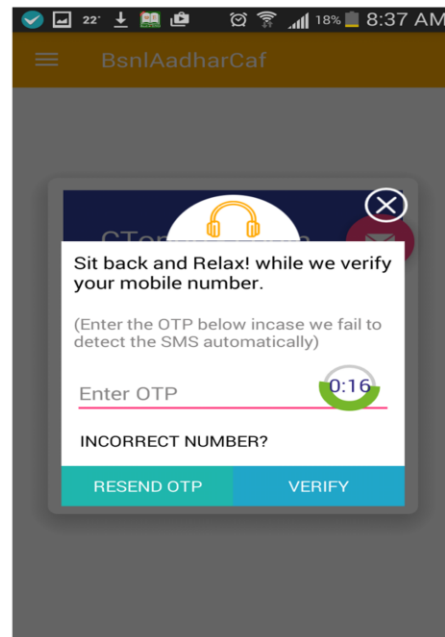 22° 18% 8:37 AM
BsnlAadharCaf
Sit back and Relax! while we verify
your mobile number.
(Enter the OTP below incase we fail to
detect the SMS automatically)
Enter OTP 0:16
INCORRECT NUMBER?
RESEND OTP VERIFY